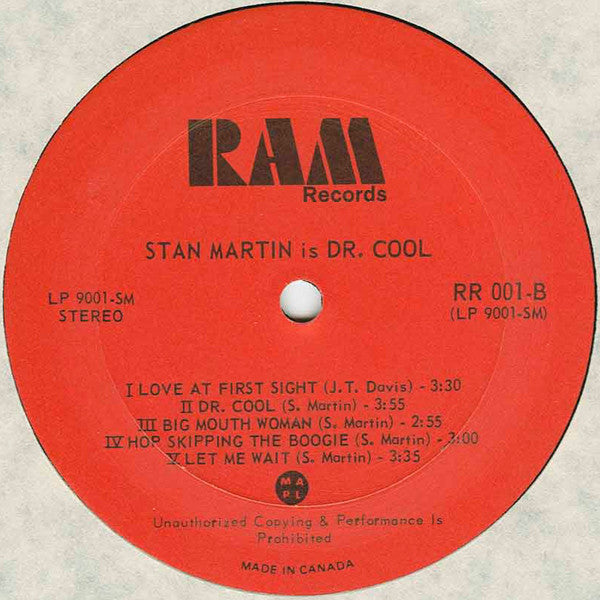 RAM
Records
STAN MARTIN is DR. COOL
LP 9001-SM
STEREO
RR 001-B
(LP 9001-SM)
I LOVE AT FIRST SIGHT (J.T. Davis) - 3:30
II DR. COOL (S. Martin) - 3:55
III BIG MOUTH WOMAN (S. Martin) - 2:55
IV HOP SKIPPING THE BOOGIE (S. Martin) - 3:00
V LET ME WAIT (S. Martin) - 3:35
M A
P L
Unauthorized Copying & Performance Is
Prohibited
MADE IN CANADA